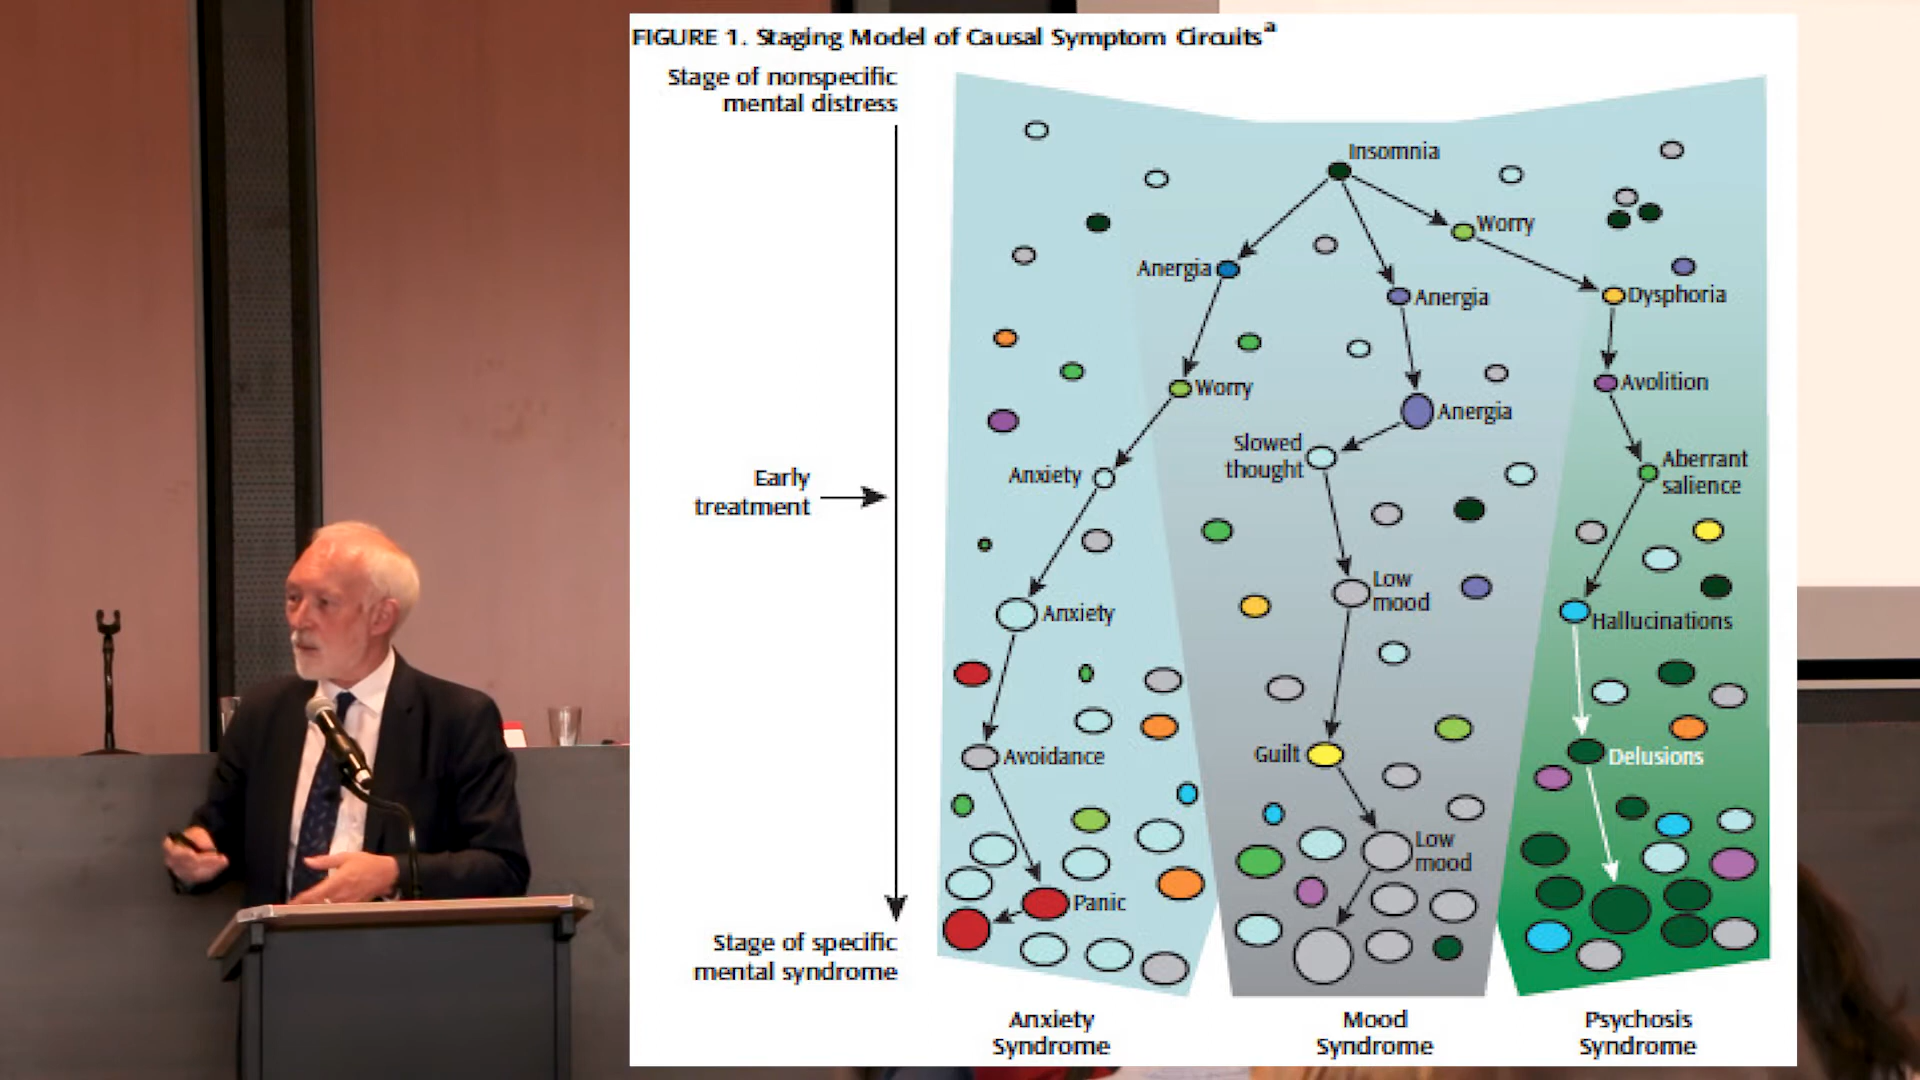 FIGURE 1. Staging Model of Causal Symptom Circuitsa
Stage of nonspecific
mental distress
Insomnia
Worry
Anergia
Anergia
Dysphoria
Worry
Avolition
Anergia
Slowed
thought
Aberrant
salience
Anxiety
Early
treatment
Low
mood
Anxiety
Hallucinations
Avoidance
Guilt
Delusions
Low
mood
Panic
Stage of specific
mental syndrome
Anxiety
Syndrome
Mood
Syndrome
Psychosis
Syndrome